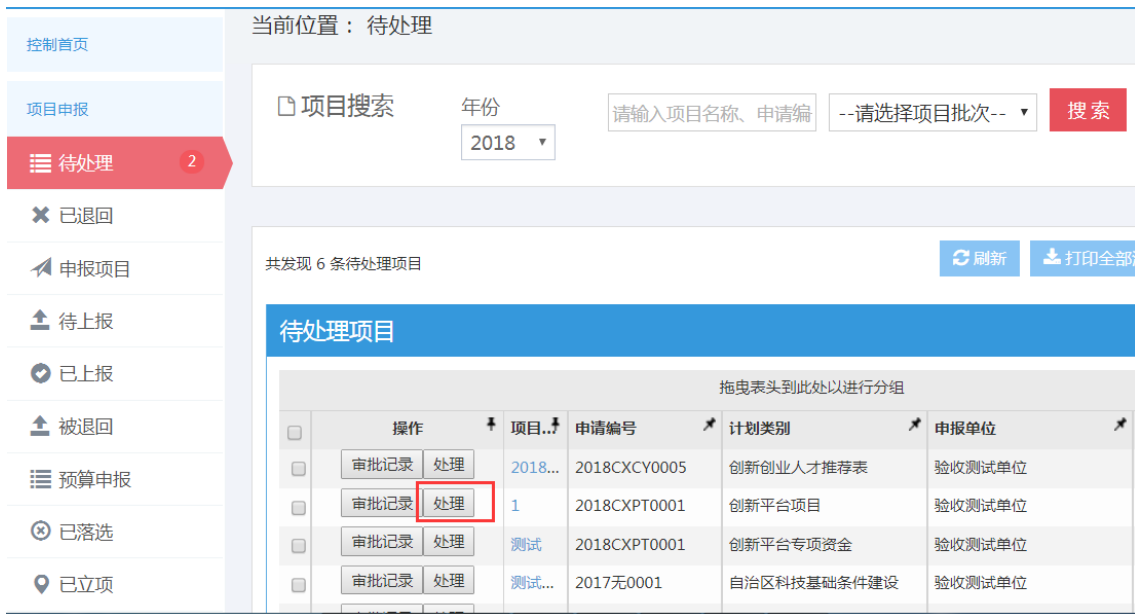 当前位置： 待处理
控制首页
项目申报
待处理 2
已退回
申报项目
待上报
已上报
被退回
预算申报
已落选
已立项
项目搜索
年份
2018
请输入项目名称、申请编
--请选择项目批次--
搜索
共发现 6 条待处理项目
刷新
打印全部
待处理项目
拖曳表头到此处以进行分组
操作 项目... 申请编号 计划类别 申报单位
审批记录 处理 2018... 2018CXCY0005 创新创业人才推荐表 验收测试单位
审批记录 处理 1 2018CXPT0001 创新平台项目 验收测试单位
审批记录 处理 测试 2018CXPT0001 创新平台专项资金 验收测试单位
审批记录 处理 测试... 2017无0001 自治区科技基础条件建设 验收测试单位